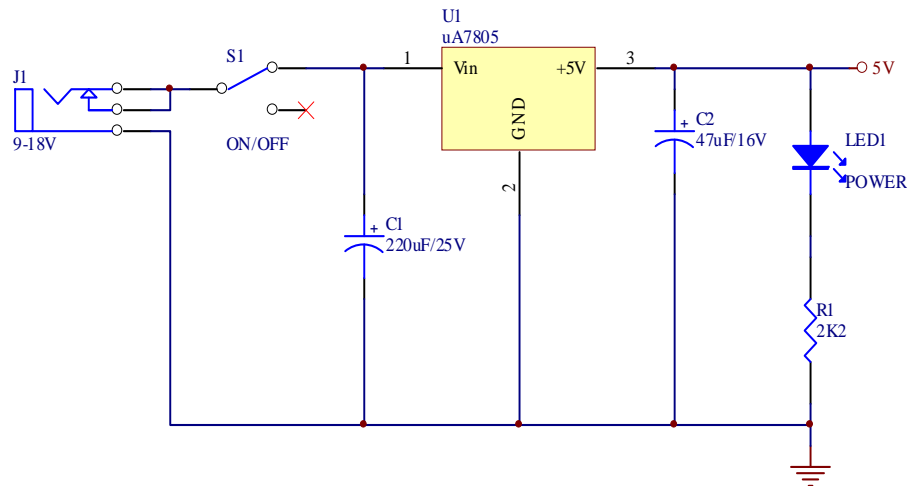 U1
uA7805
S1
1
Vin
+5V
3
5V
J1
9-18V
ON/OFF
GND
2
+
C2
47uF/16V
LED1
POWER
+
C1
220uF/25V
R1
2K2